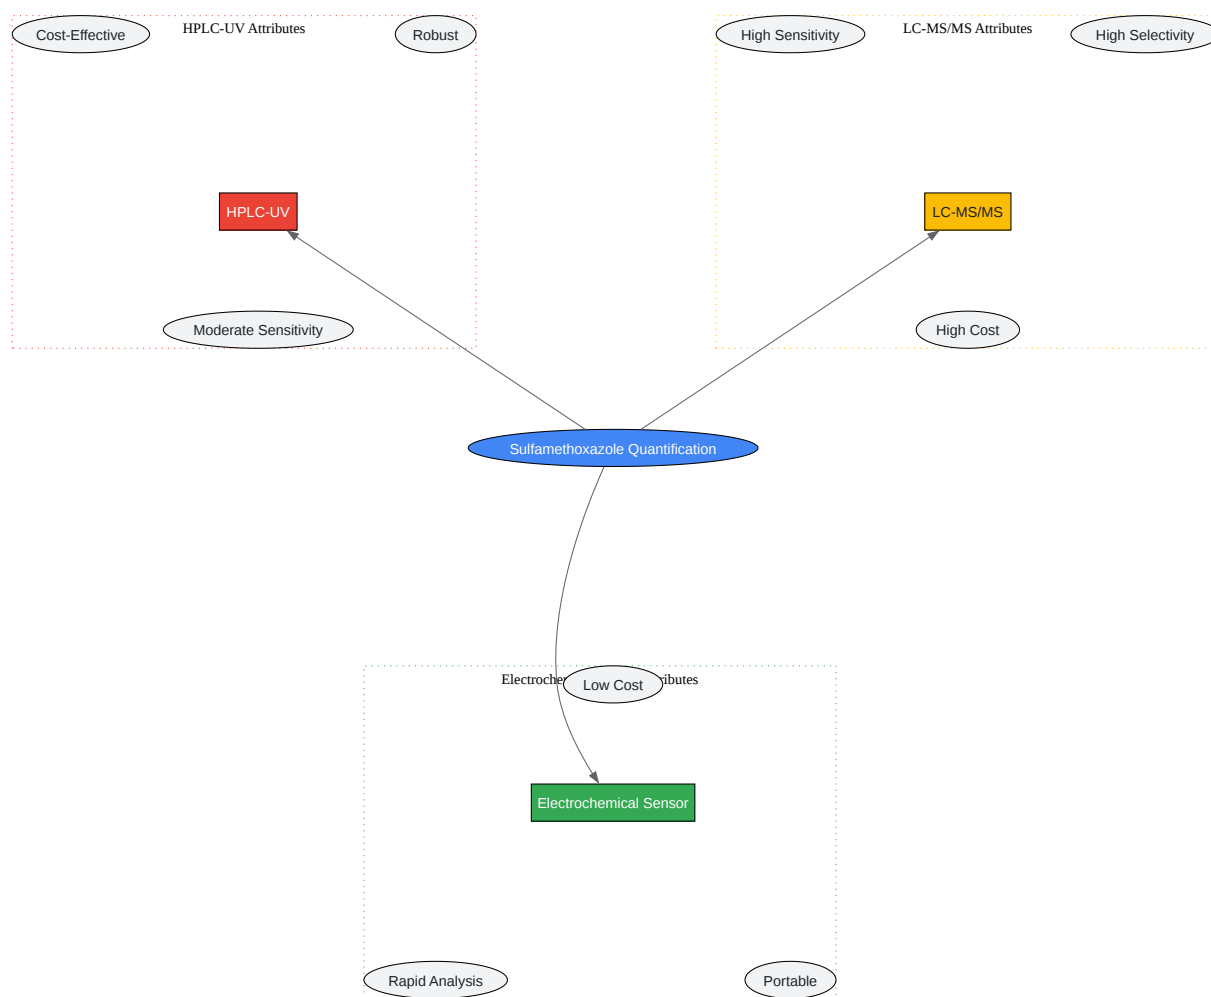 Cost-Effective
HPLC-UV Attributes
Robust
High Sensitivity
LC-MS/MS Attributes
High Selectivity
HPLC-UV
LC-MS/MS
Moderate Sensitivity
High Cost
Sulfamethoxazole Quantification
Low Cost
Electrochemical Sensor
Rapid Analysis
Portable